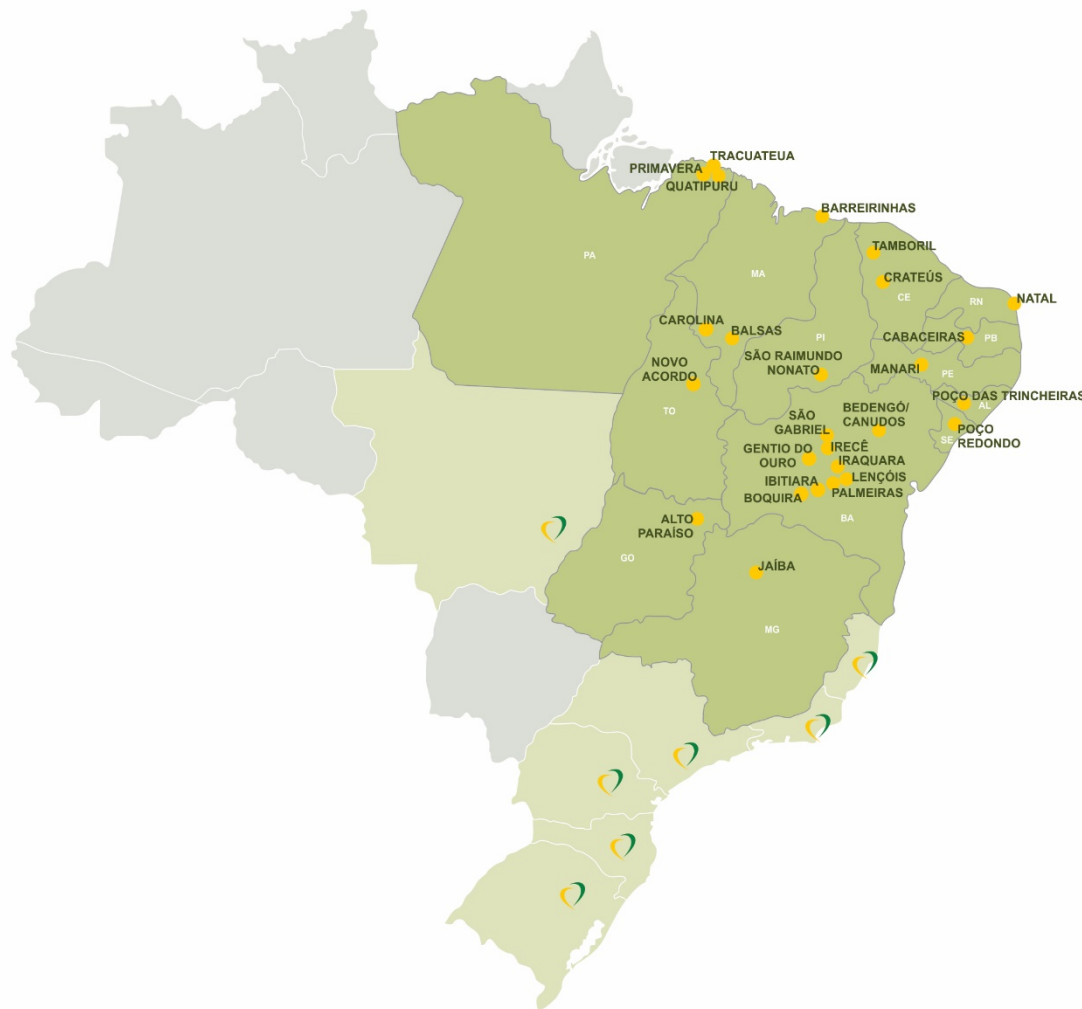 TRACUATEUA
PRIMAVERA
QUATIPURU
BARREIRINHAS
TAMBORIL
PA
MA
CRATEÚS
CE
NATAL
RN
CAROLINA
BALSAS
PI
CABACEIRAS
PB
SÃO RAIMUNDO
NONATO
NOVO
ACORDO
MANARI
PE
POÇO DAS TRINCHEIRAS
AL
TO
SÃO
GABRIEL
BEDENGÓ/
CANUDOS
POÇO
REDONDO
SE
IRECÊ
GENTIO DO
OURO
IRAQUARA
IBITIARA
LENÇÓIS
BOQUIRA
PALMEIRAS
BA
ALTO
PARAÍSO
GO
JAÍBA
MG